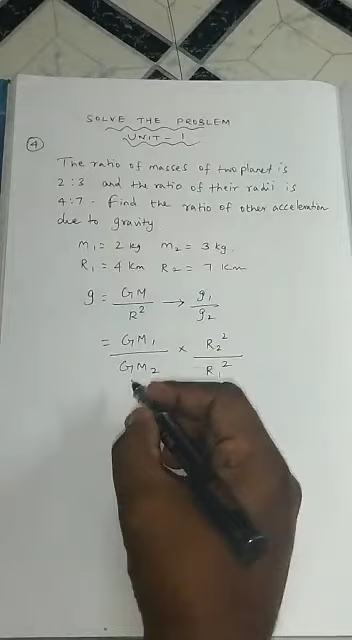 SOLVE THE PROBLEM
UNIT - 1
4
The ratio of masses of two planet is
2:3 and the ratio of their radii is
4:7. Find the ratio of other acceleration
due to gravity
M1 = 2 kg M2 = 3 kg.
R1 = 4 km R2 = 7 km
g = GM / R² → g1 / g2
= GM1 / GM2 × R2² / R1²